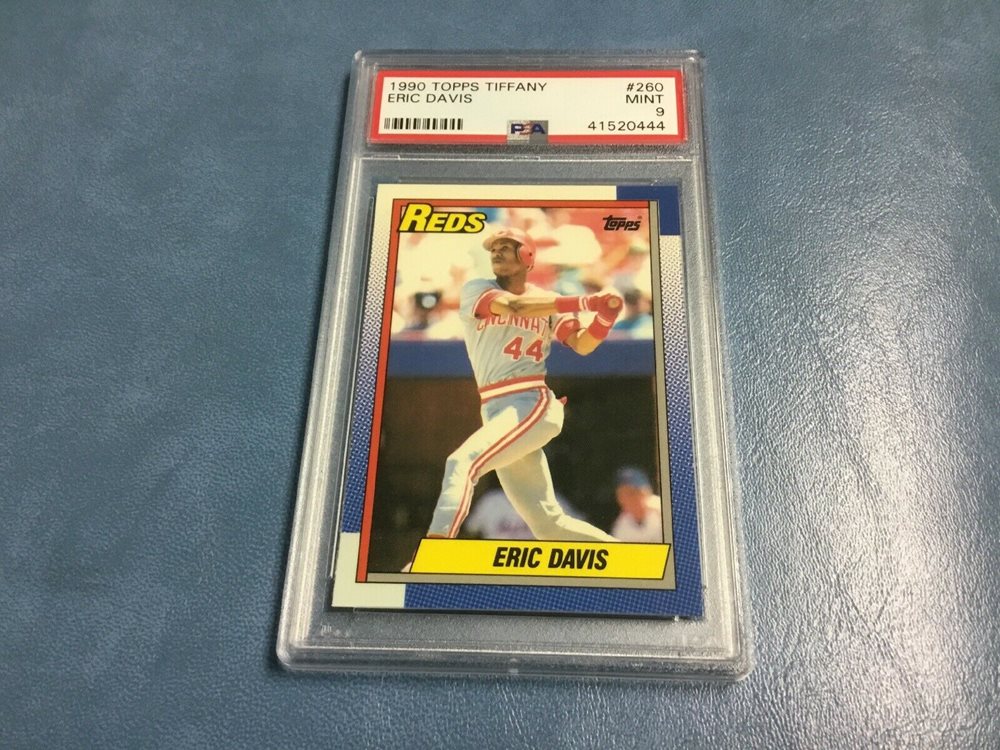 1990 TOPPS TIFFANY #260
ERIC DAVIS MINT
9
PSA 41520444
REDS
topps
CINCINNATI
44
ERIC DAVIS